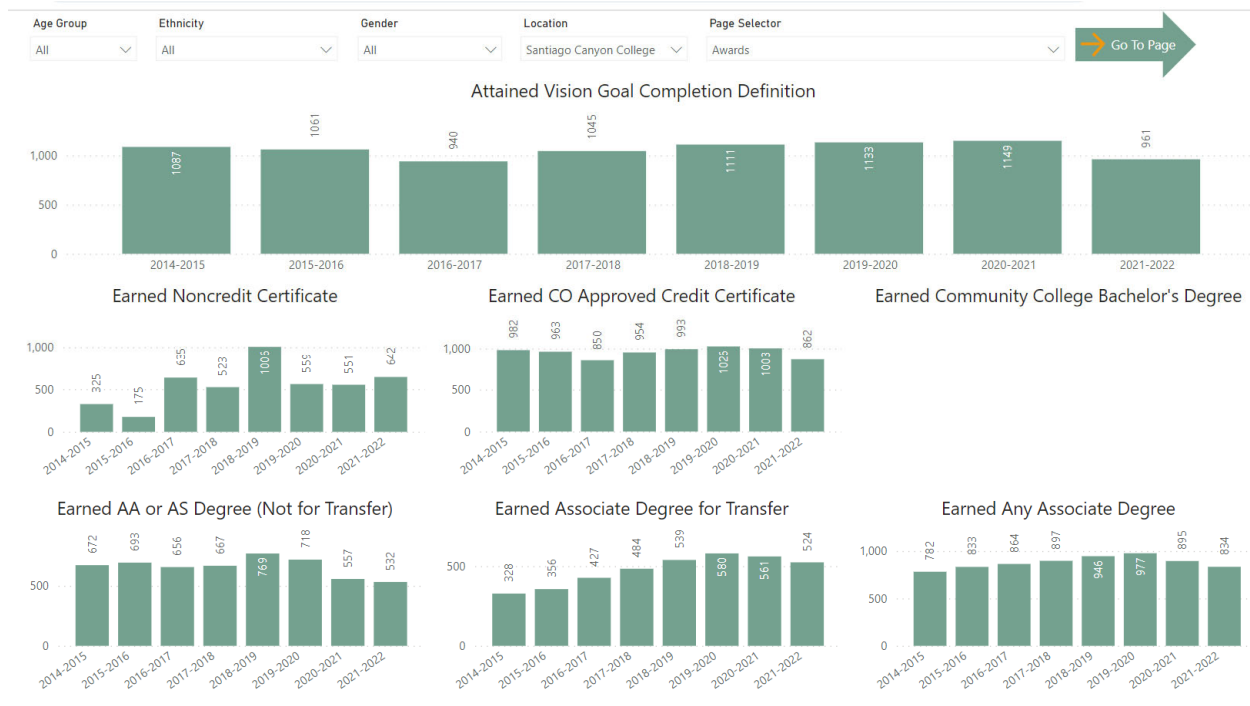 Age Group Ethnicity Gender Location Page Selector
All All All Santiago Canyon College Awards Go To Page
Attained Vision Goal Completion Definition
1,000
500
0
1087 1061 940 1045 1111 1133 1149 961
2014-2015 2015-2016 2016-2017 2017-2018 2018-2019 2019-2020 2020-2021 2021-2022
Earned Noncredit Certificate
1,000
500
0
325 175 635 523 1005 559 551 642
2014-2015 2015-2016 2016-2017 2017-2018 2018-2019 2019-2020 2020-2021 2021-2022
Earned CO Approved Credit Certificate
1,000
500
0
982 963 850 954 993 1025 1003 862
2014-2015 2015-2016 2016-2017 2017-2018 2018-2019 2019-2020 2020-2021 2021-2022
Earned Community College Bachelor's Degree
Earned AA or AS Degree (Not for Transfer)
500
0
672 693 656 667 769 718 557 532
2014-2015 2015-2016 2016-2017 2017-2018 2018-2019 2019-2020 2020-2021 2021-2022
Earned Associate Degree for Transfer
500
0
328 356 427 484 539 580 561 524
2014-2015 2015-2016 2016-2017 2017-2018 2018-2019 2019-2020 2020-2021 2021-2022
Earned Any Associate Degree
1,000
500
0
782 833 864 897 946 977 895 834
2014-2015 2015-2016 2016-2017 2017-2018 2018-2019 2019-2020 2020-2021 2021-2022